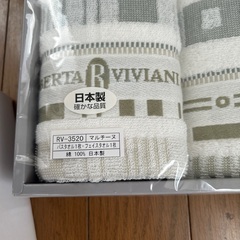 ERTA R VIVIANI
日本製
確かな品質
RV-3520 マルチーヌ
バスタオル1枚・フェイスタオル1枚
綿 100% 日本製